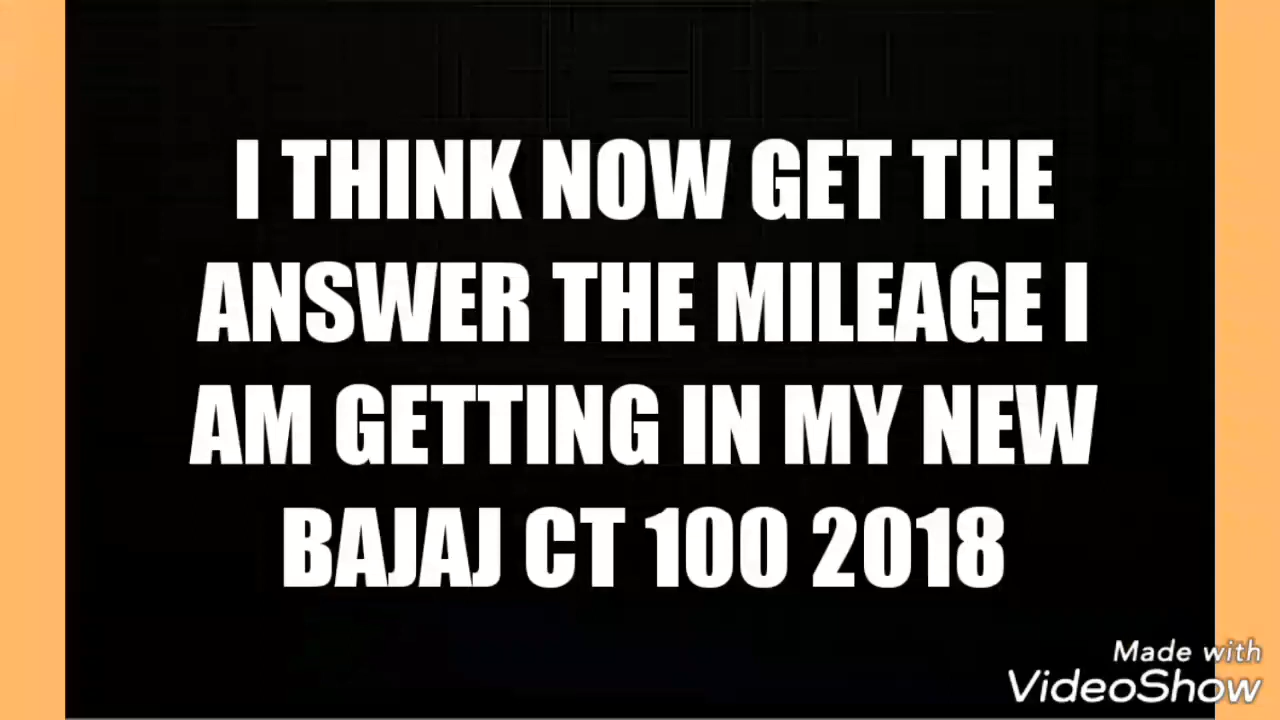 I THINK NOW GET THE
ANSWER THE MILEAGE I
AM GETTING IN MY NEW
BAJAJ CT 100 2018
Made with
VideoShow